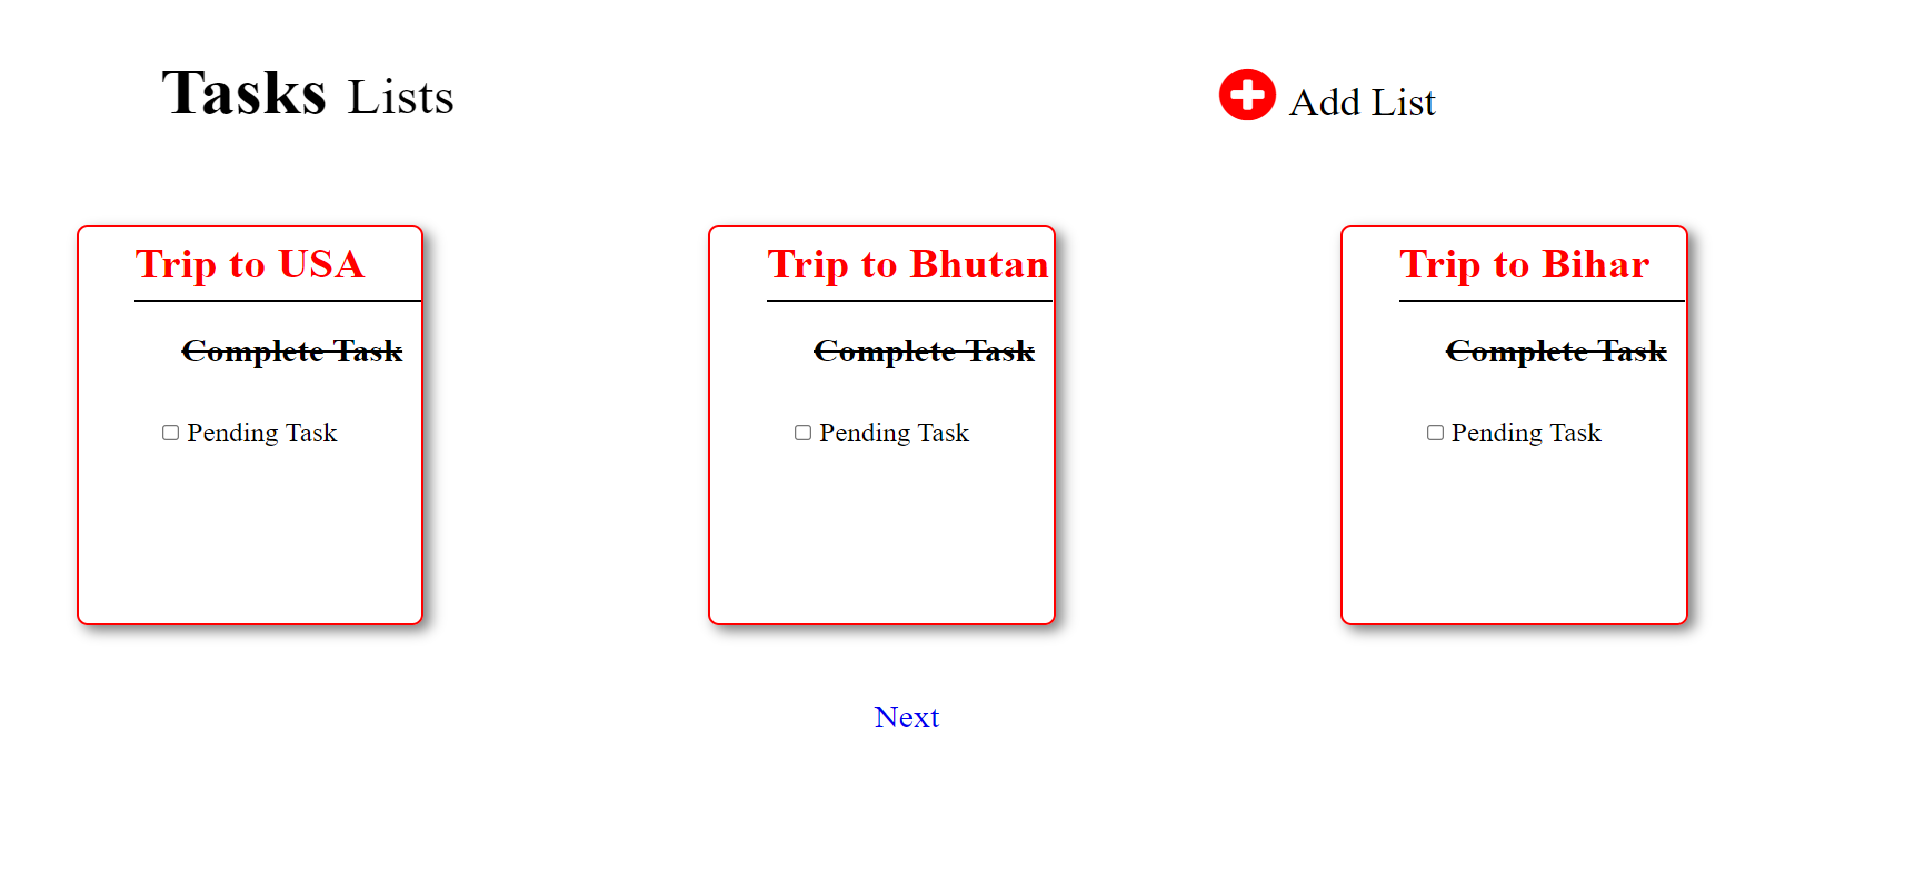 Tasks Lists
Add List
Trip to USA
Complete Task
Pending Task
Trip to Bhutan
Complete Task
Pending Task
Trip to Bihar
Complete Task
Pending Task
Next